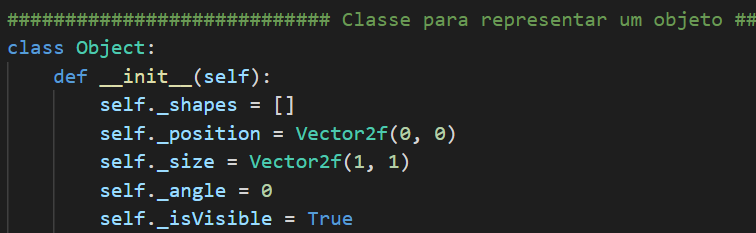 ############################ Classe para representar um objeto ##
class Object:
    def __init__(self):
        self._shapes = []
        self._position = Vector2f(0, 0)
        self._size = Vector2f(1, 1)
        self._angle = 0
        self._isVisible = True